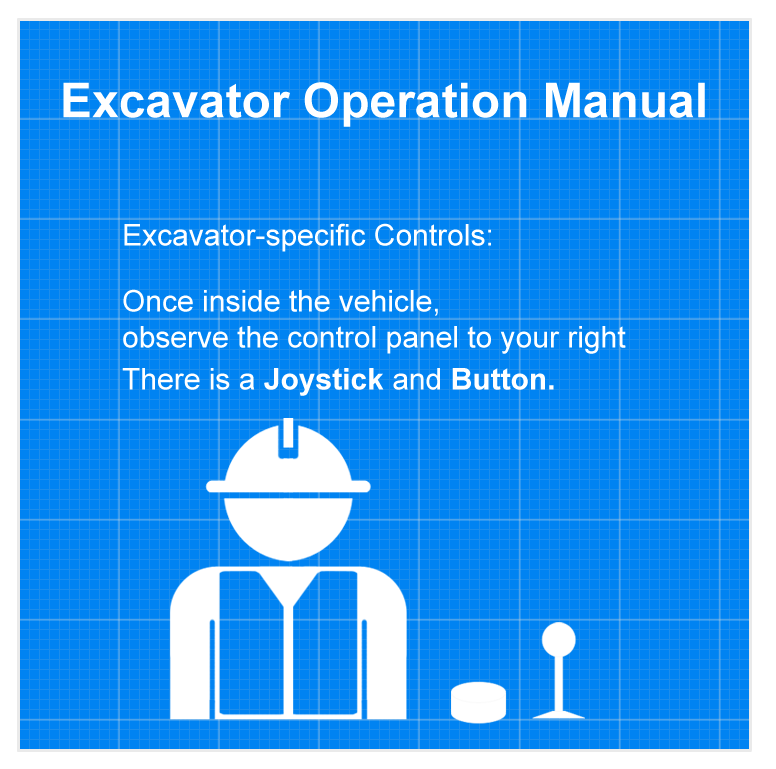 Excavator Operation Manual
Excavator-specific Controls:
Once inside the vehicle,
observe the control panel to your right
There is a Joystick and Button.